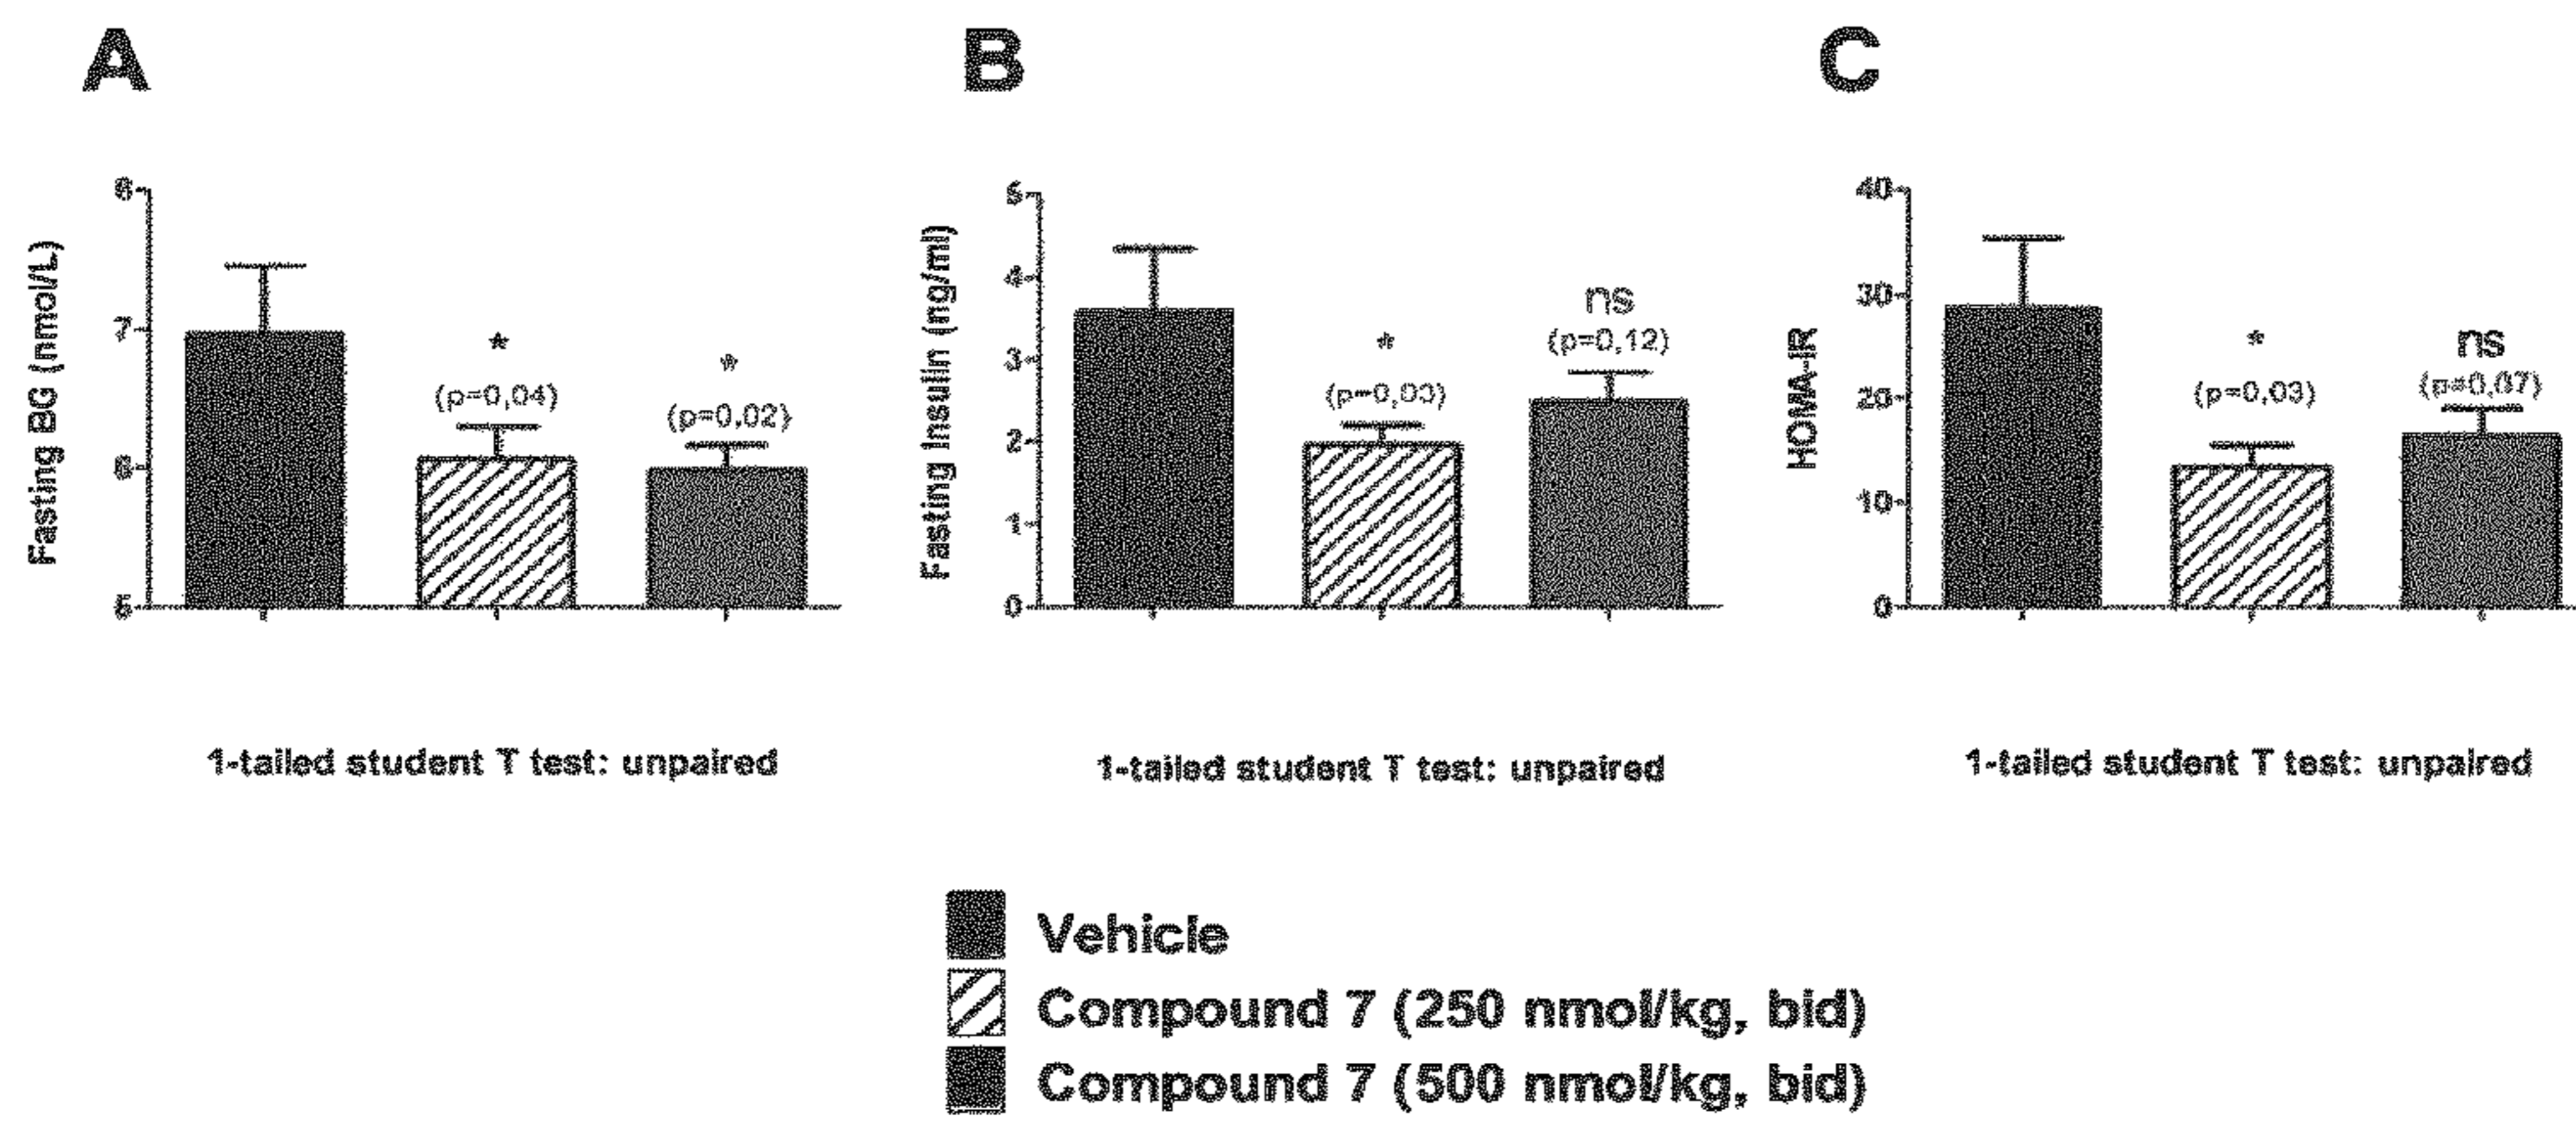 A
Fasting BG (nmol/L)
8
7
6
5
*
(p=0,04)
*
(p=0,02)
1-tailed student T test: unpaired
B
Fasting Insulin (ng/ml)
5
4
3
2
1
0
*
ns
(p=0,12)
1-tailed student T test: unpaired
C
HOMA-IR
40
30
20
10
0
*
(p=0,03)
ns
(p=0,07)
1-tailed student T test: unpaired
Vehicle
Compound 7 (250 nmol/kg, bid)
Compound 7 (500 nmol/kg, bid)